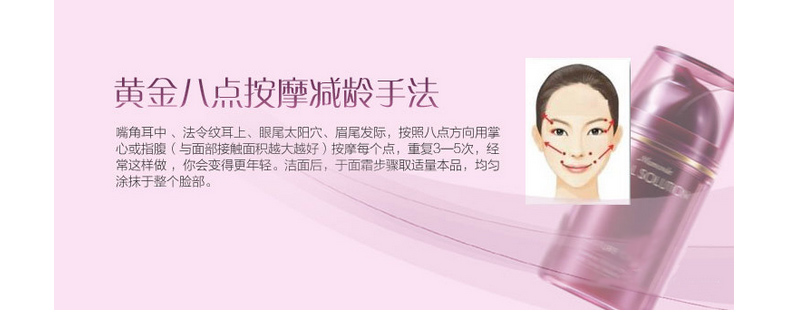 黄金八点按摩减龄手法
嘴角耳中 、法令纹耳上、眼尾太阳穴、眉尾发际，按照八点方向用掌
心或指腹（与面部接触面积越大越好）按摩每个点，重复3—5次，经
常这样做 ，你会变得更年轻。洁面后，于面霜步骤取适量本品，均匀
涂抹于整个脸部。
L SOLUTION